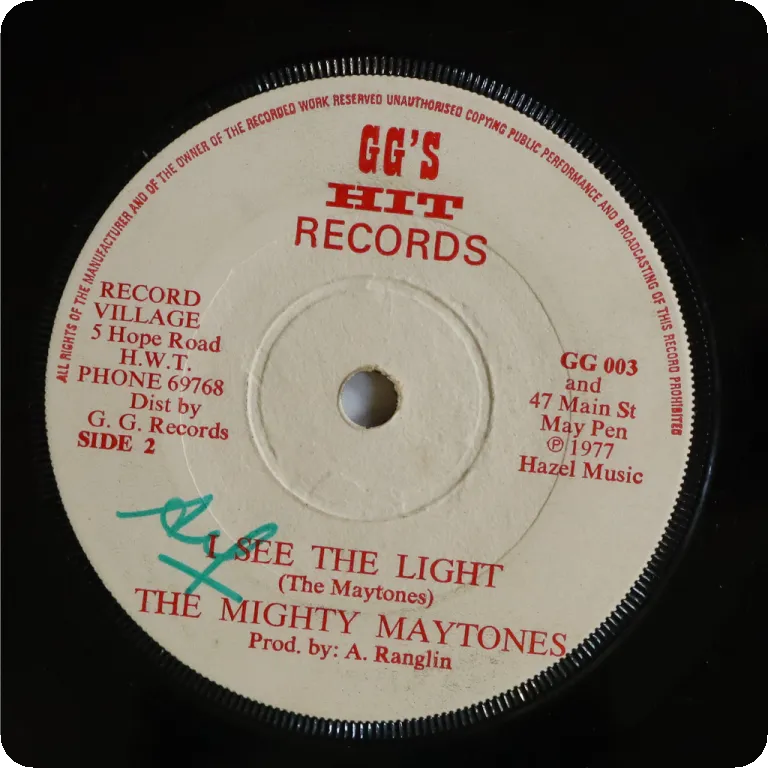 ALL RIGHTS OF THE MANUFACTURER AND OF THE OWNER OF THE RECORDED WORK RESERVED UNAUTHORISED COPYING PUBLIC PERFORMANCE AND BROADCASTING OF THIS RECORD PROHIBITED
GG'S
HIT
RECORDS
RECORD
VILLAGE
5 Hope Road
H.W.T.
PHONE 69768
Dist by
G. G. Records
SIDE 2
GG 003
and
47 Main St
May Pen
℗ 1977
Hazel Music
I SEE THE LIGHT
(The Maytones)
THE MIGHTY MAYTONES
Prod. by: A. Ranglin